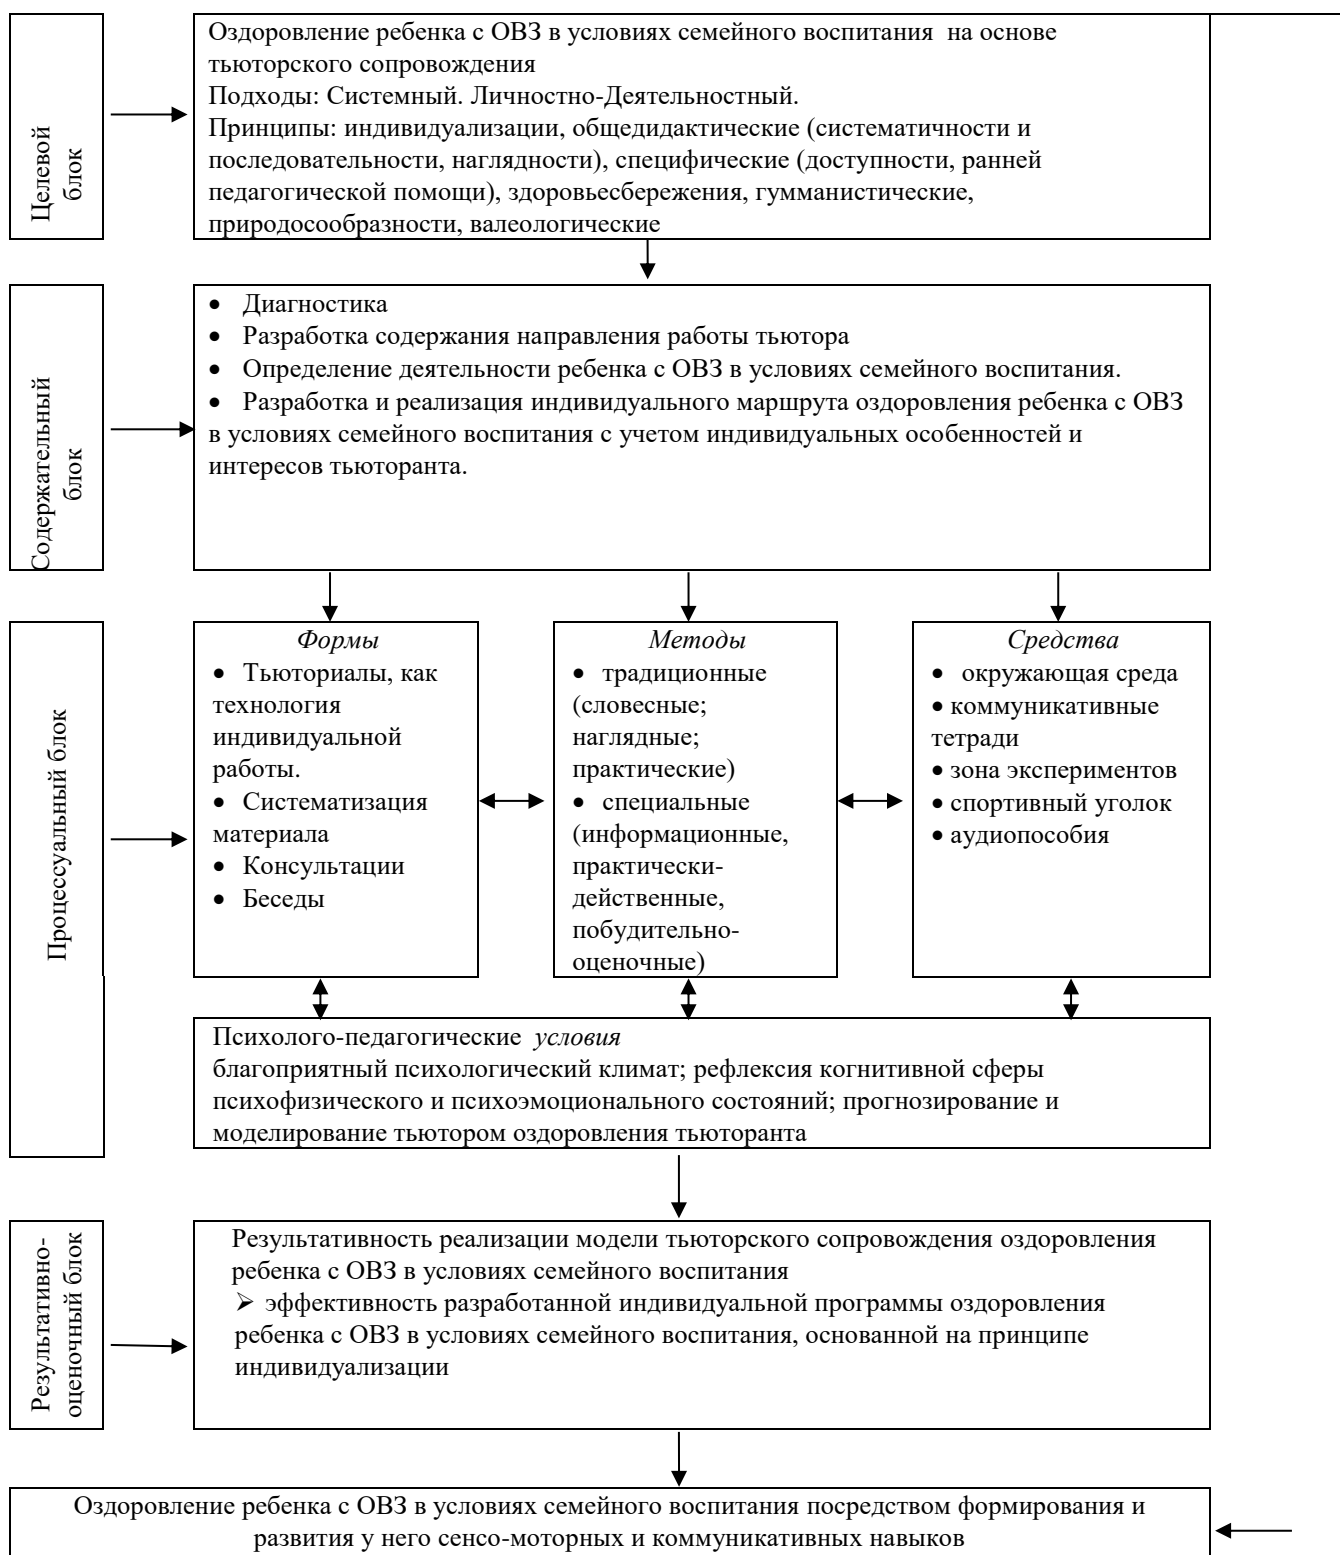 Целевой
блок
Оздоровление ребенка с ОВЗ в условиях семейного воспитания на основе
тьюторского сопровождения
Подходы: Системный. Личностно-Деятельностный.
Принципы: индивидуализации, общедидактические (систематичности и
последовательности, наглядности), специфические (доступности, ранней
педагогической помощи), здоровьесбережения, гумманистические,
природосообразности, валеологические
Содержательный
блок
• Диагностика
• Разработка содержания направления работы тьютора
• Определение деятельности ребенка с ОВЗ в условиях семейного воспитания.
• Разработка и реализация индивидуального маршрута оздоровления ребенка с ОВЗ
в условиях семейного воспитания с учетом индивидуальных особенностей и
интересов тьюторанта.
Процессуальный блок
Формы
• Тьюториалы, как
технология
индивидуальной
работы.
• Систематизация
материала
• Консультации
• Беседы
Методы
• традиционные
(словесные;
наглядные;
практические)
• специальные
(информационные,
практически-
действенные,
побудительно-
оценочные)
Средства
• окружающая среда
• коммуникативные
тетради
• зона экспериментов
• спортивный уголок
• аудиопособия
Психолого-педагогические условия
благоприятный психологический климат; рефлексия когнитивной сферы
психофизического и психоэмоционального состояний; прогнозирование и
моделирование тьютором оздоровления тьюторанта
Результативно-
оценочный блок
Результативность реализации модели тьюторского сопровождения оздоровления
ребенка с ОВЗ в условиях семейного воспитания
➢ эффективность разработанной индивидуальной программы оздоровления
ребенка с ОВЗ в условиях семейного воспитания, основанной на принципе
индивидуализации
Оздоровление ребенка с ОВЗ в условиях семейного воспитания посредством формирования и
развития у него сенсо-моторных и коммуникативных навыков